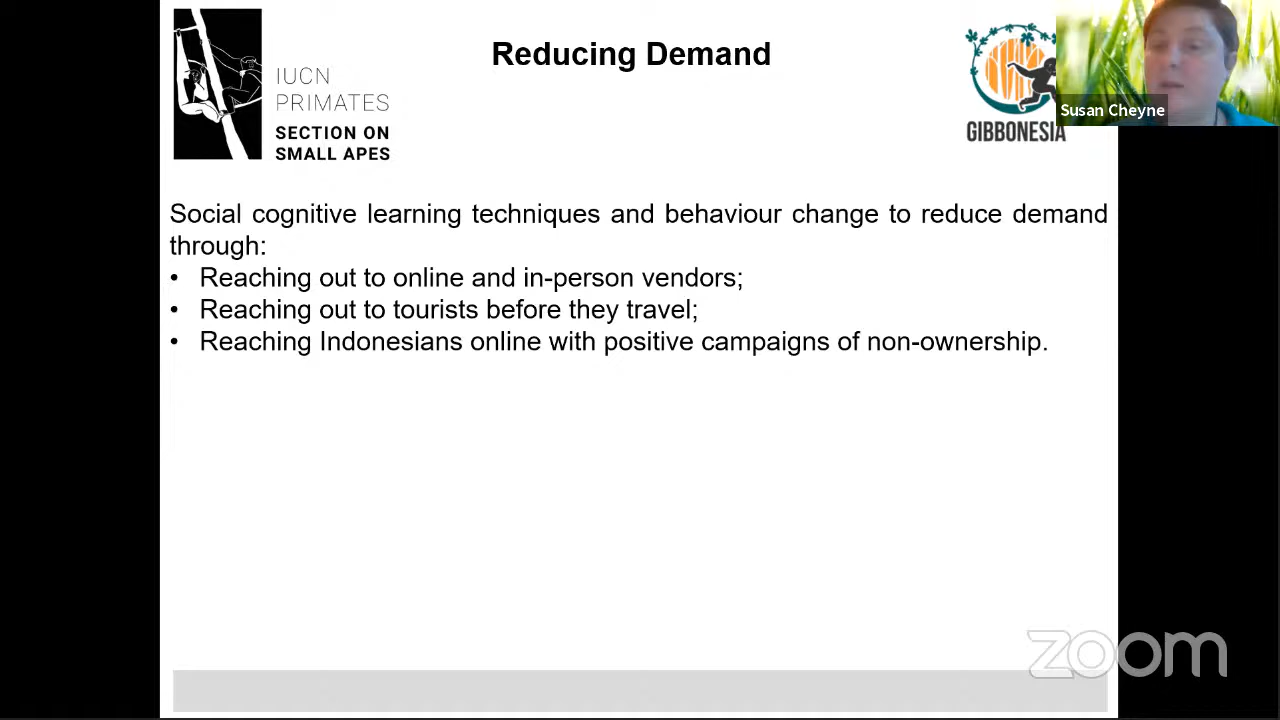 Reducing Demand
IUCN
PRIMATES
SECTION ON
SMALL APES
GIBBONESIA
Susan Cheyne
Social cognitive learning techniques and behaviour change to reduce demand
through:
• Reaching out to online and in-person vendors;
• Reaching out to tourists before they travel;
• Reaching Indonesians online with positive campaigns of non-ownership.
zoom